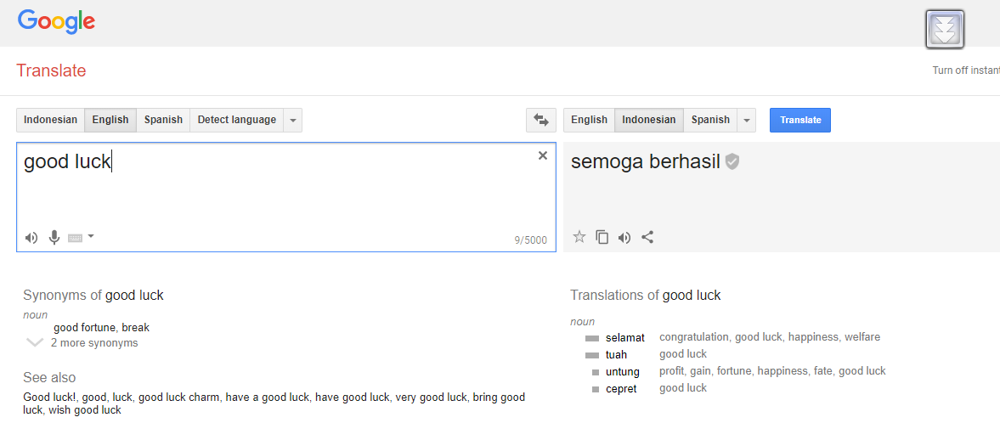 Google
Translate
Turn off instant
Indonesian English Spanish Detect language
English Indonesian Spanish Translate
good luck
semoga berhasil
9/5000
Synonyms of good luck
noun
good fortune, break
2 more synonyms
See also
Good luck!, good, luck, good luck charm, have a good luck, have good luck, very good luck, bring good
luck, wish good luck
Translations of good luck
noun
selamat congratulation, good luck, happiness, welfare
tuah good luck
untung profit, gain, fortune, happiness, fate, good luck
cepret good luck